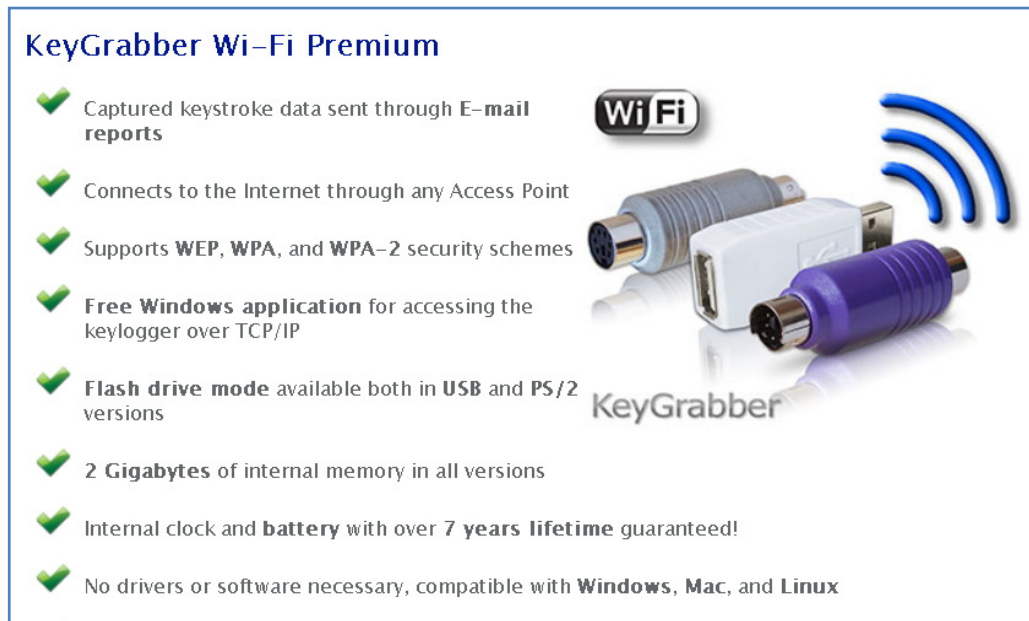 KeyGrabber Wi-Fi Premium
Captured keystroke data sent through E-mail
reports
WiFi
Connects to the Internet through any Access Point
Supports WEP, WPA, and WPA-2 security schemes
Free Windows application for accessing the
keylogger over TCP/IP
Flash drive mode available both in USB and PS/2
versions
KeyGrabber
2 Gigabytes of internal memory in all versions
Internal clock and battery with over 7 years lifetime guaranteed!
No drivers or software necessary, compatible with Windows, Mac, and Linux